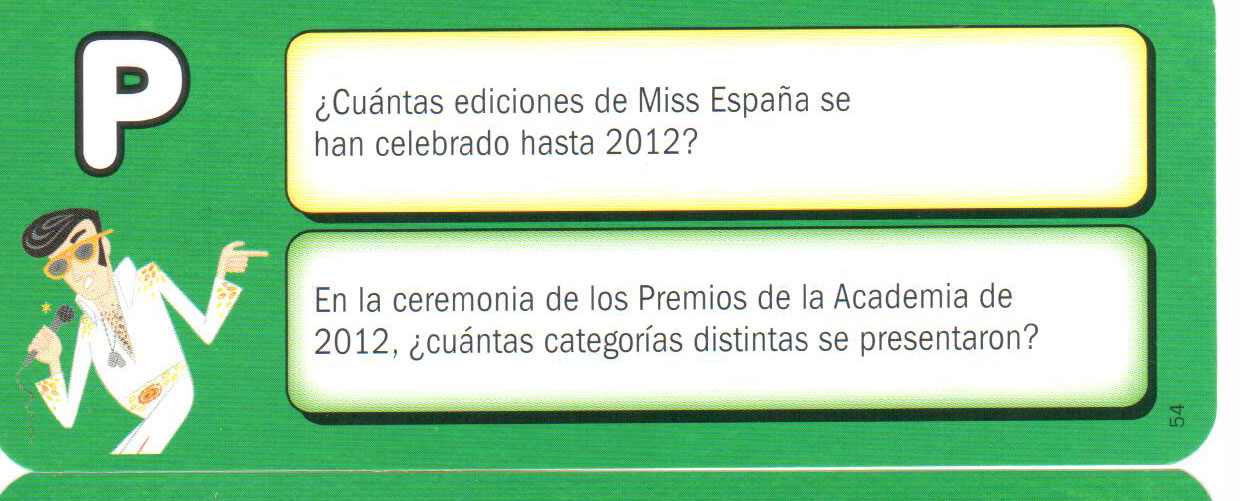 P
¿Cuántas ediciones de Miss España se
han celebrado hasta 2012?
En la ceremonia de los Premios de la Academia de
2012, ¿cuántas categorías distintas se presentaron?
54